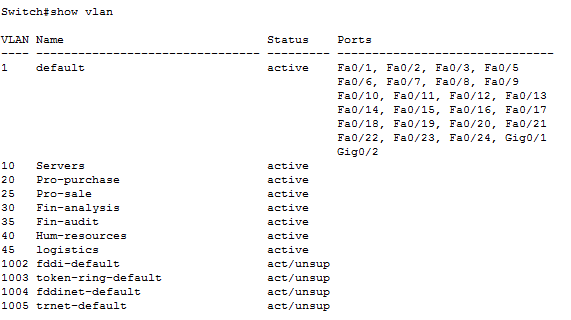 Switch#show vlan
VLAN Name                             Status    Ports
---- -------------------------------- --------- -------------------------------
1    default                          active    Fa0/1, Fa0/2, Fa0/3, Fa0/5
                                                Fa0/6, Fa0/7, Fa0/8, Fa0/9
                                                Fa0/10, Fa0/11, Fa0/12, Fa0/13
                                                Fa0/14, Fa0/15, Fa0/16, Fa0/17
                                                Fa0/18, Fa0/19, Fa0/20, Fa0/21
                                                Fa0/22, Fa0/23, Fa0/24, Gig0/1
                                                Gig0/2
10   Servers                          active
20   Pro-purchase                     active
25   Pro-sale                         active
30   Fin-analysis                     active
35   Fin-audit                        active
40   Hum-resources                    active
45   logistics                        active
1002 fddi-default                     act/unsup
1003 token-ring-default               act/unsup
1004 fddinet-default                  act/unsup
1005 trnet-default                    act/unsup